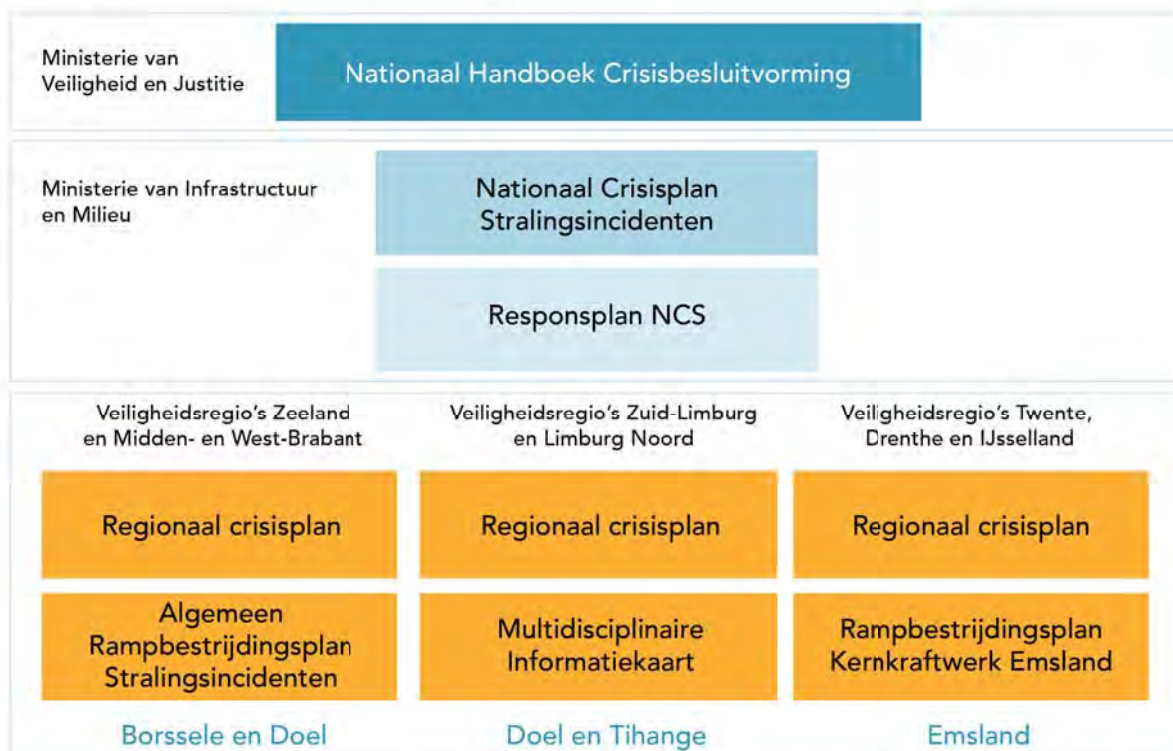 Ministerie van
Veiligheid en Justitie
Nationaal Handboek Crisisbesluitvorming
Ministerie van Infrastructuur
en Milieu
Nationaal Crisisplan
Stralingsincidenten
Responsplan NCS
Veiligheidsregio's Zeeland
en Midden- en West-Brabant
Veiligheidsregio's Zuid-Limburg
en Limburg Noord
Veiligheidsregio's Twente,
Drenthe en IJsselland
Regionaal crisisplan
Regionaal crisisplan
Regionaal crisisplan
Algemeen
Rampbestrijdingsplan
Stralingsincidenten
Multidisciplinaire
Informatiekaart
Rampbestrijdingsplan
Kernkraftwerk Emsland
Borssele en Doel
Doel en Tihange
Emsland